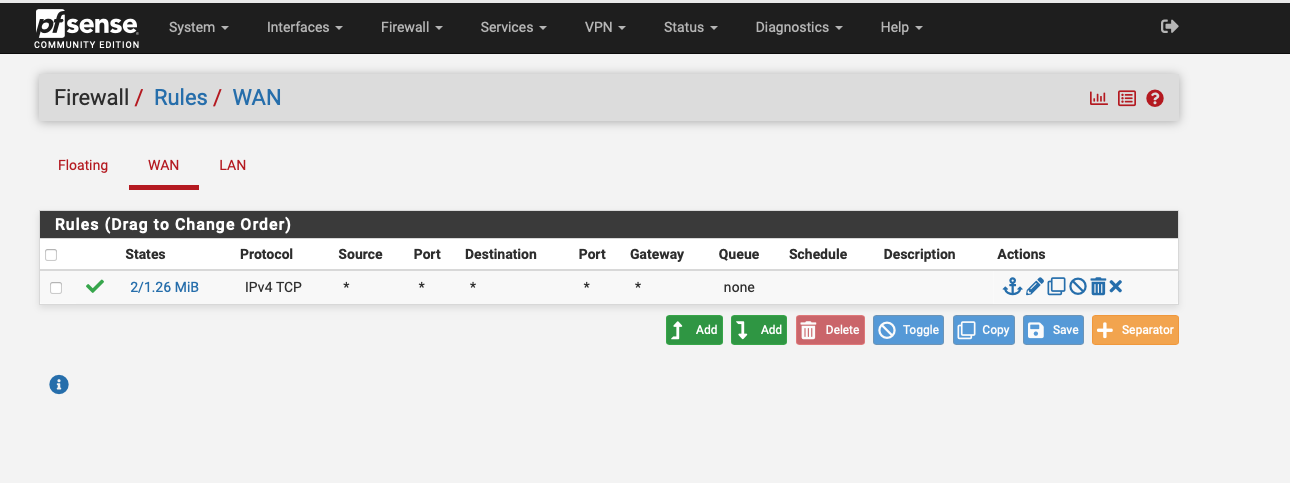 pfsense
COMMUNITY EDITION
System Interfaces Firewall Services VPN Status Diagnostics Help
Firewall / Rules / WAN
Floating WAN LAN
Rules (Drag to Change Order)
States Protocol Source Port Destination Port Gateway Queue Schedule Description Actions
2/1.26 MiB IPv4 TCP * * * * * none
Add Add Delete Toggle Copy Save Separator